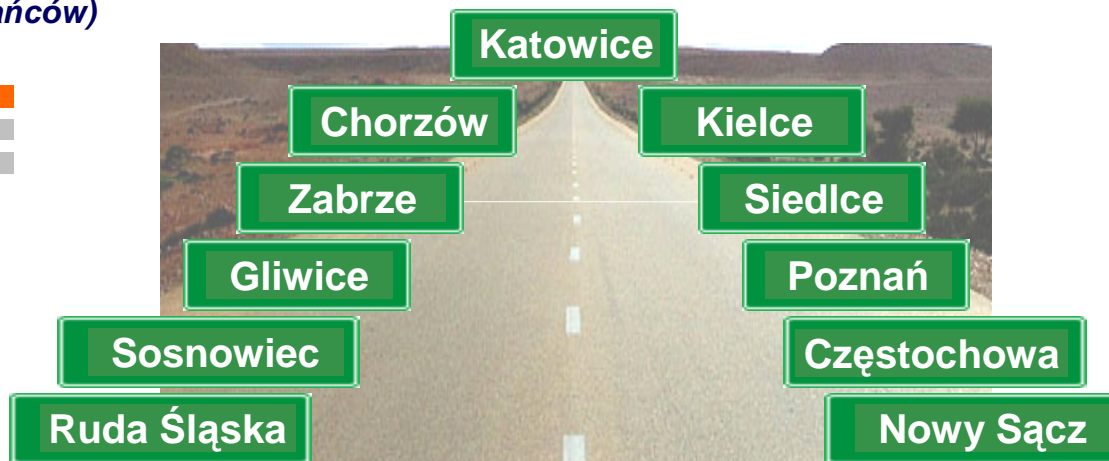 ańców)
Katowice
Chorzów Kielce
Zabrze Siedlce
Gliwice Poznań
Sosnowiec Częstochowa
Ruda Śląska Nowy Sącz